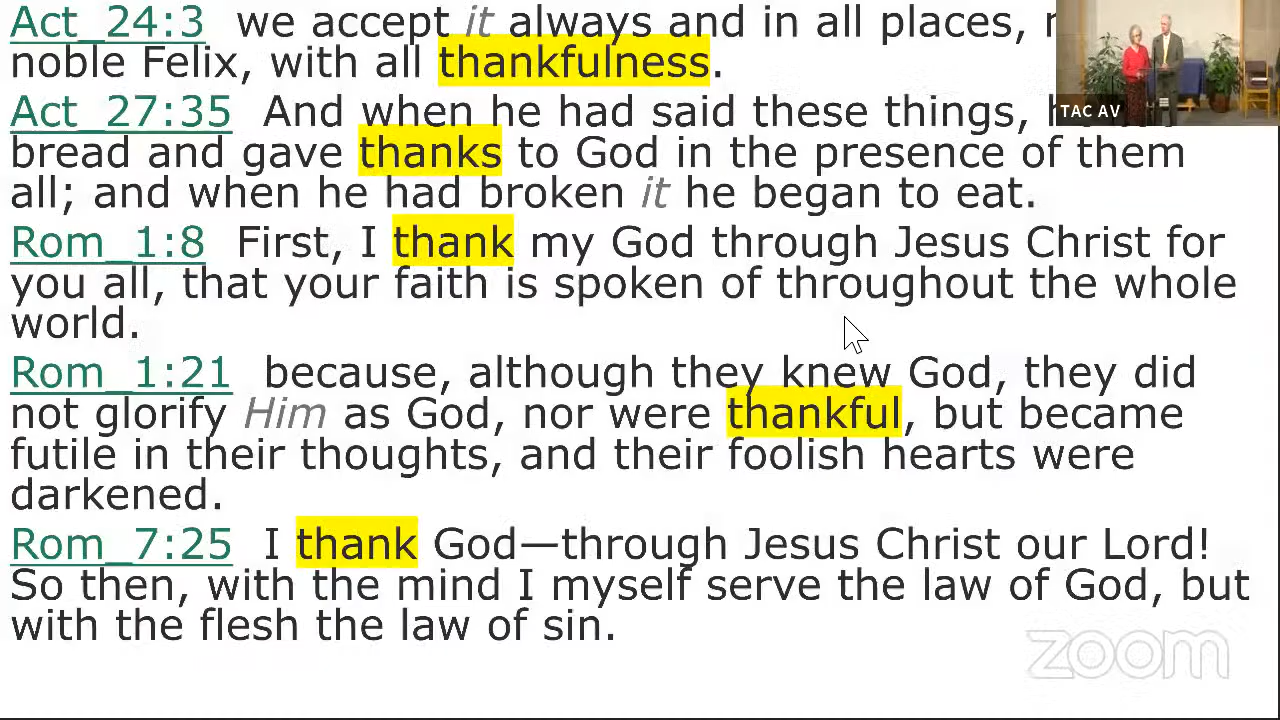 Act_24:3 we accept it always and in all places,
noble Felix, with all thankfulness.
Act_27:35 And when he had said these things,
bread and gave thanks to God in the presence of them
all; and when he had broken it he began to eat.
Rom_1:8 First, I thank my God through Jesus Christ for
you all, that your faith is spoken of throughout the whole
world.
Rom_1:21 because, although they knew God, they did
not glorify Him as God, nor were thankful, but became
futile in their thoughts, and their foolish hearts were
darkened.
Rom_7:25 I thank God—through Jesus Christ our Lord!
So then, with the mind I myself serve the law of God, but
with the flesh the law of sin.
TAC AV
zoom